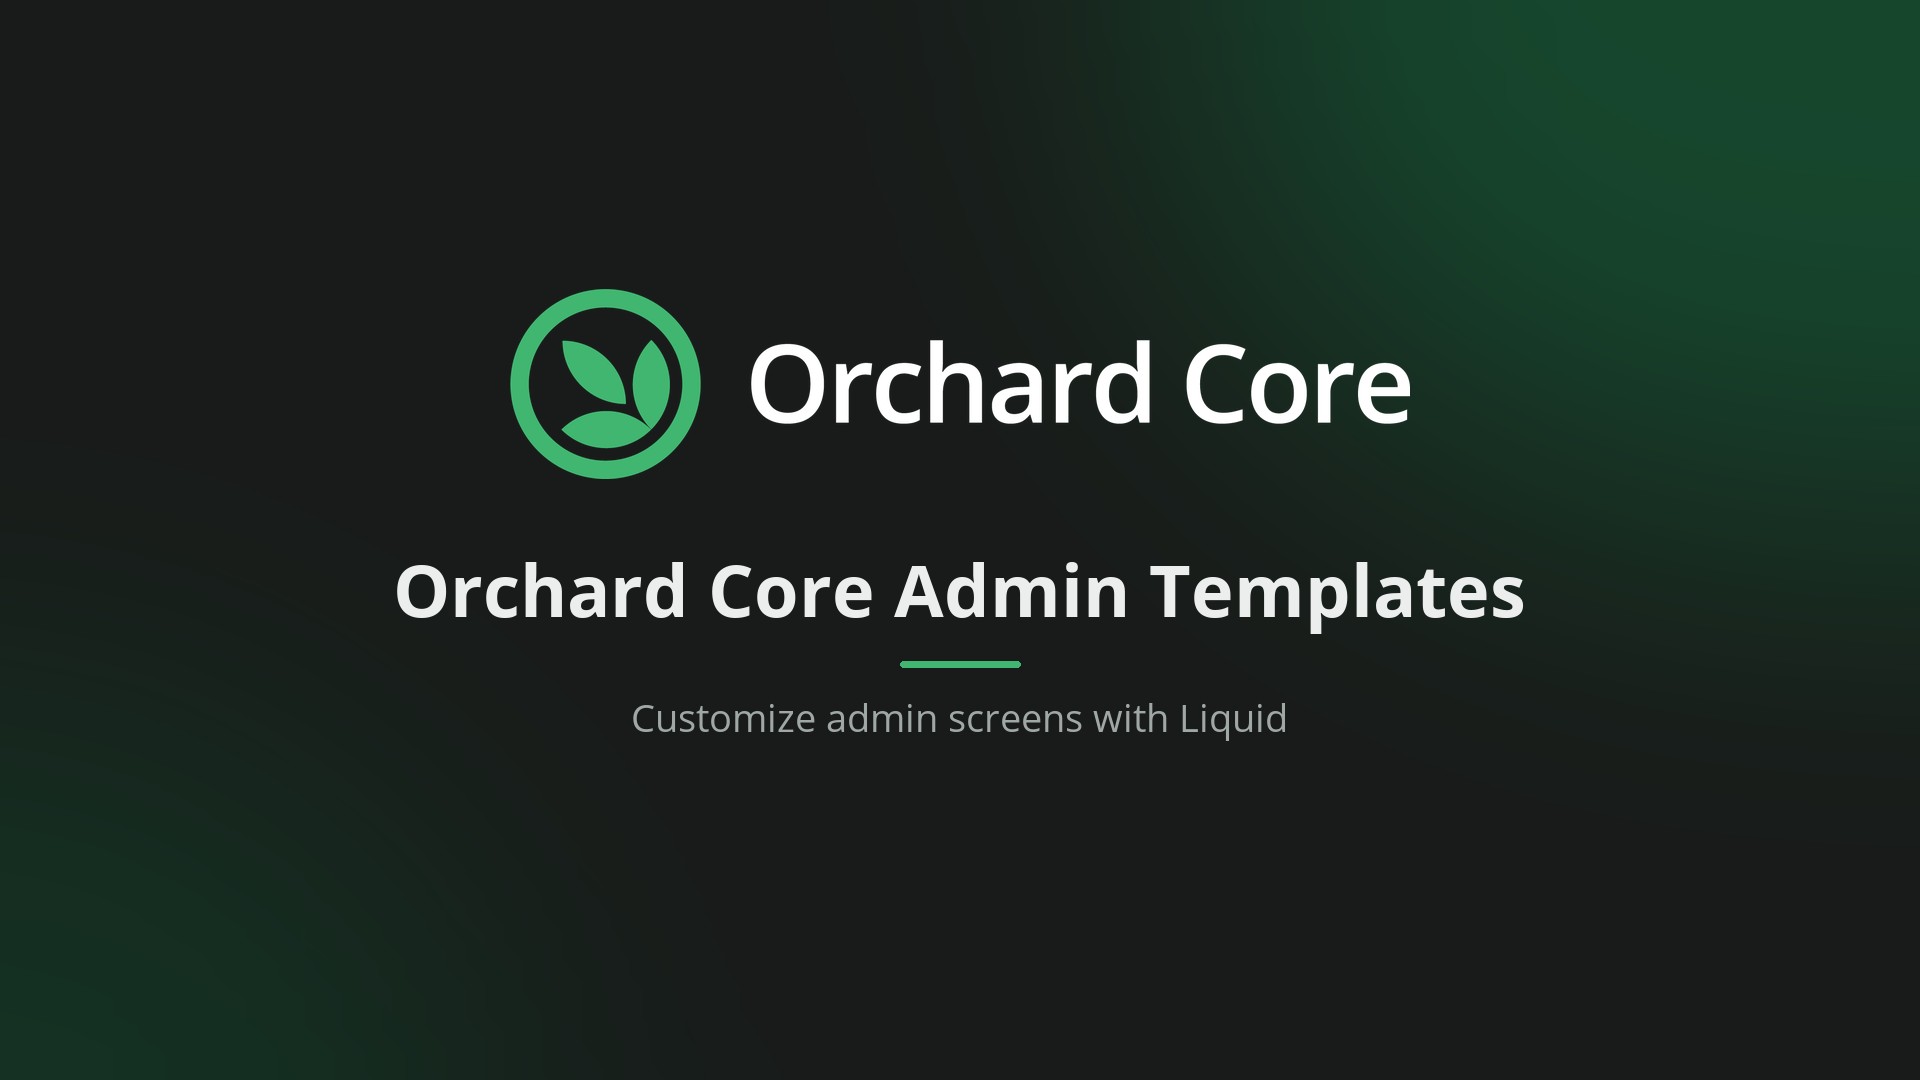 Orchard Core
Orchard Core Admin Templates
Customize admin screens with Liquid